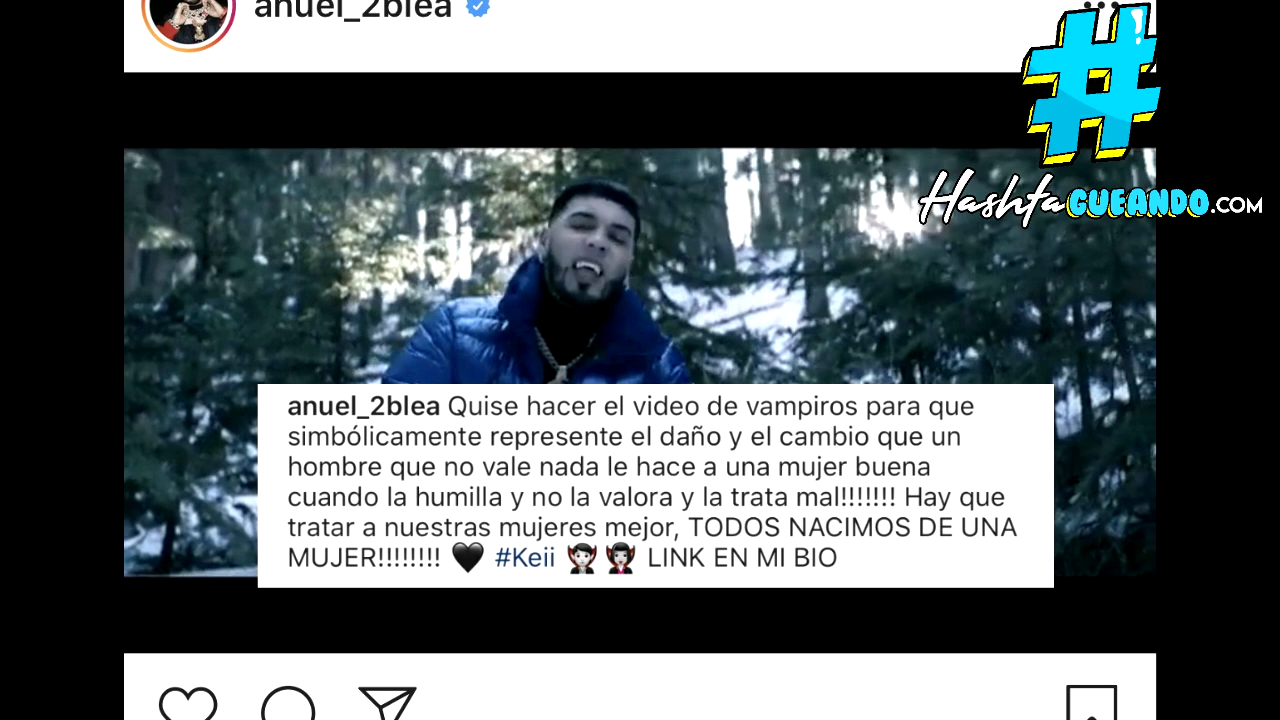 anuel_2blea
HashtaGUEANDO.COM
anuel_2blea Quise hacer el video de vampiros para que
simbólicamente represente el daño y el cambio que un
hombre que no vale nada le hace a una mujer buena
cuando la humilla y no la valora y la trata mal!!!!!!! Hay que
tratar a nuestras mujeres mejor, TODOS NACIMOS DE UNA
MUJER!!!!!!!! 🖤 #Keii 🧛🏻‍♂️ 🧛🏻‍♀️ LINK EN MI BIO